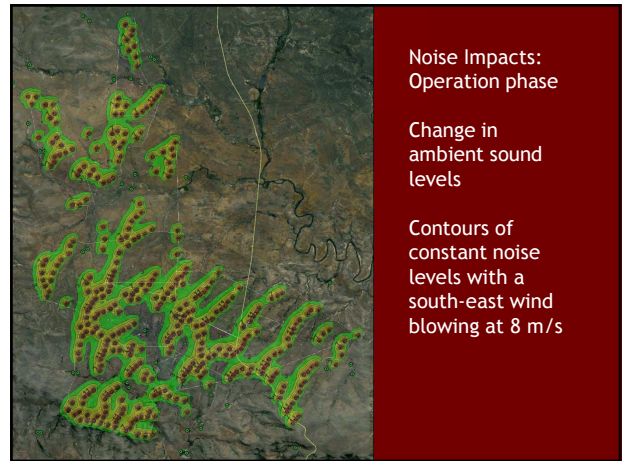 Noise Impacts:
Operation phase
Change in
ambient sound
levels
Contours of
constant noise
levels with a
south-east wind
blowing at 8 m/s